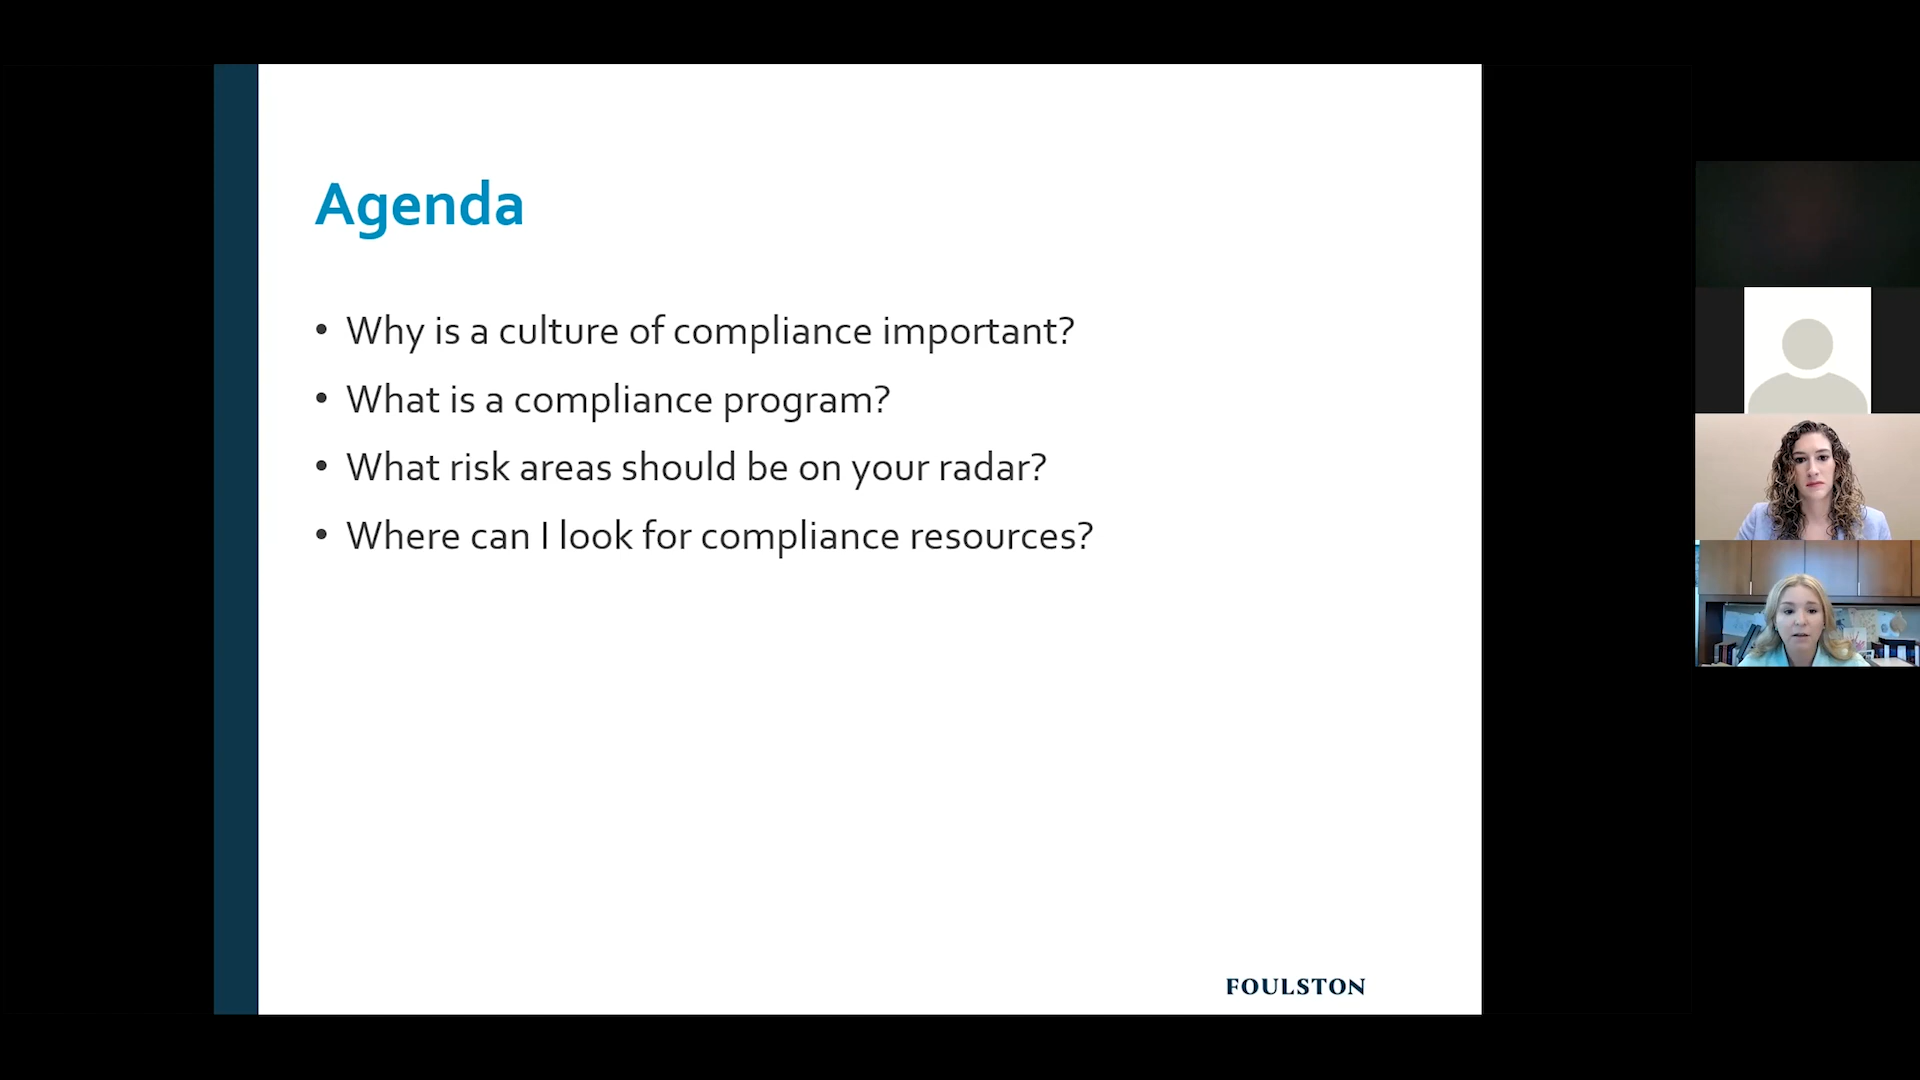 Agenda
• Why is a culture of compliance important?
• What is a compliance program?
• What risk areas should be on your radar?
• Where can I look for compliance resources?
FOULSTON